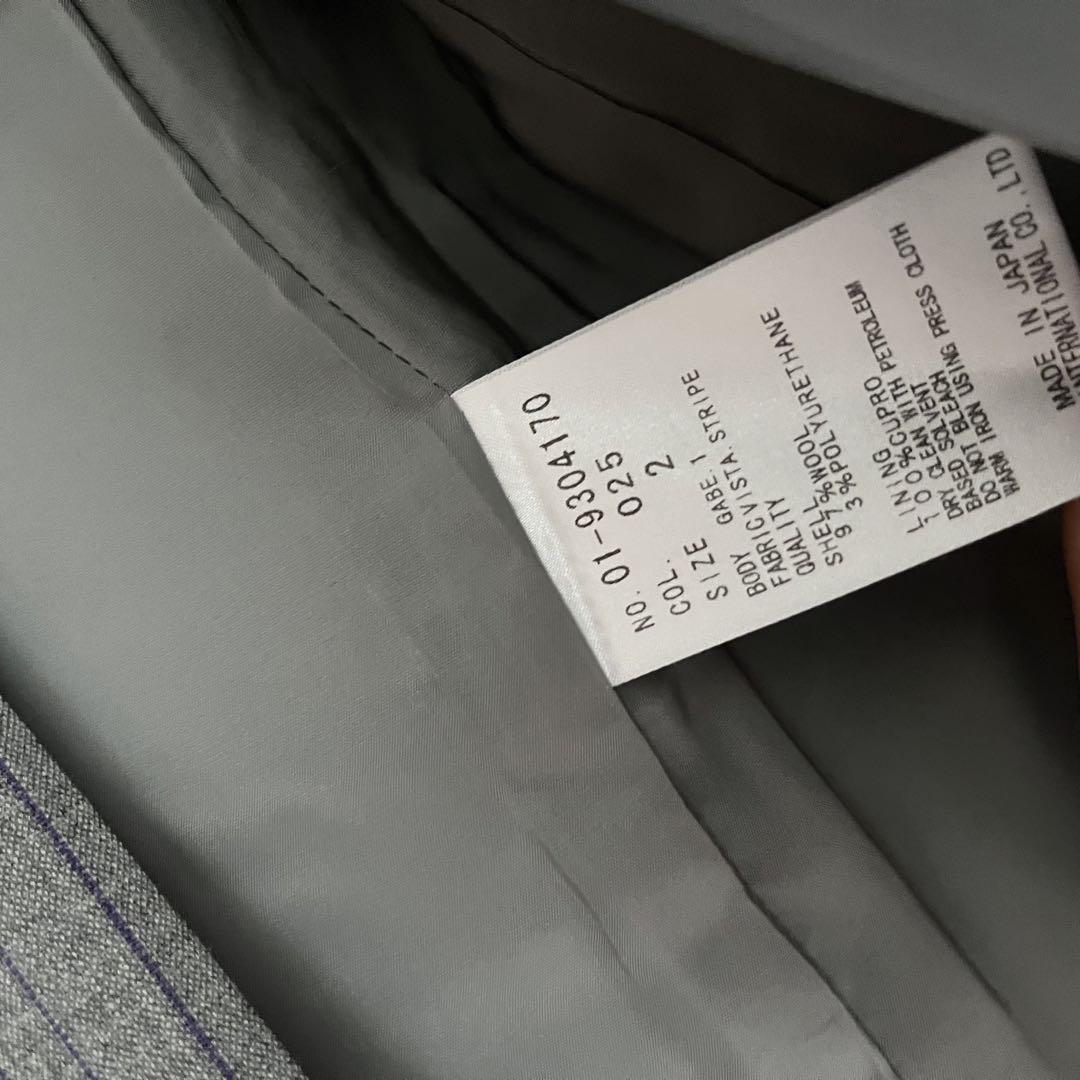 NO. 01-9304170
COL. 025
SIZE 2
BODY GABE. 1
FABRIC VISTA. STRIPE
QUALITY
SHELL
97%WOOL
3%POLYURETHANE
LINING
100%CUPRO
DRY CLEAN WITH PETROLEUM
BASED SOLVENT
DO NOT BLEACH
WARM IRON USING PRESS CLOTH
MADE IN JAPAN
INTERNATIONAL CO., LTD